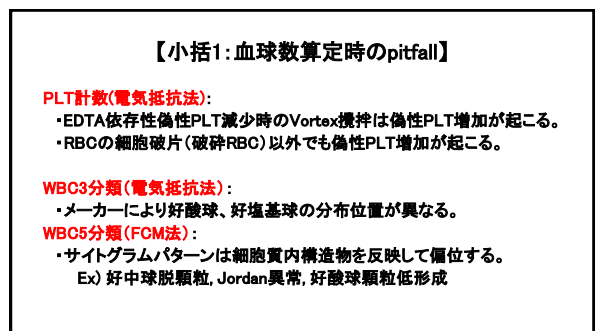 【小括1：血球数算定時のpitfall】
PLT計数(電気抵抗法)：
・EDTA依存性偽性PLT減少時のVortex攪拌は偽性PLT増加が起こる。
・RBCの細胞破片（破砕RBC）以外でも偽性PLT増加が起こる。
WBC3分類（電気抵抗法）：
・メーカーにより好酸球、好塩基球の分布位置が異なる。
WBC5分類（FCM法）：
・サイトグラムパターンは細胞質内構造物を反映して偏位する。
Ex) 好中球脱顆粒, Jordan異常, 好酸球顆粒低形成